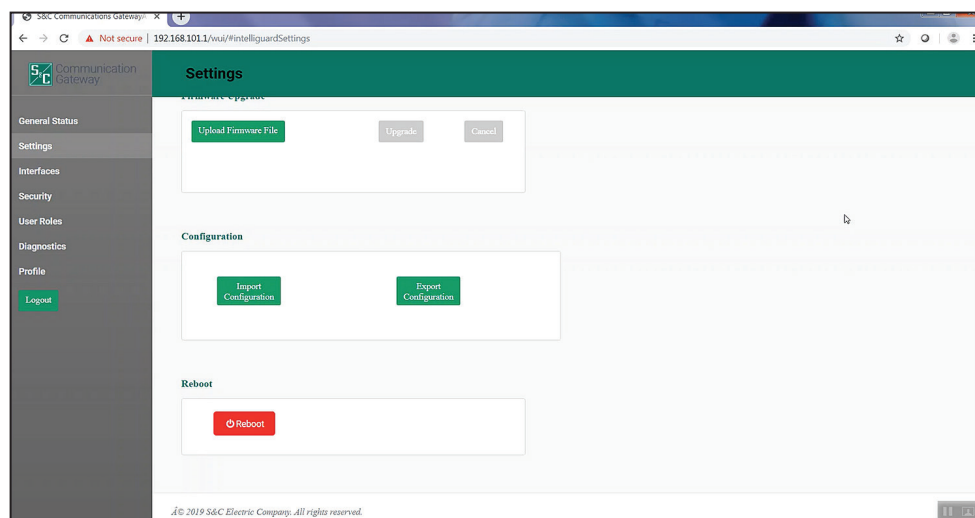 S&C Communications Gateway
Not secure | 192.168.101.1/wui/#intelliguardSettings
S&C Communication
Gateway
Settings
General Status
Settings
Interfaces
Security
User Roles
Diagnostics
Profile
Logout
Firmware Upgrade
Upload Firmware File
Upgrade
Cancel
Configuration
Import
Configuration
Export
Configuration
Reboot
Reboot
Â© 2019 S&C Electric Company. All rights reserved.